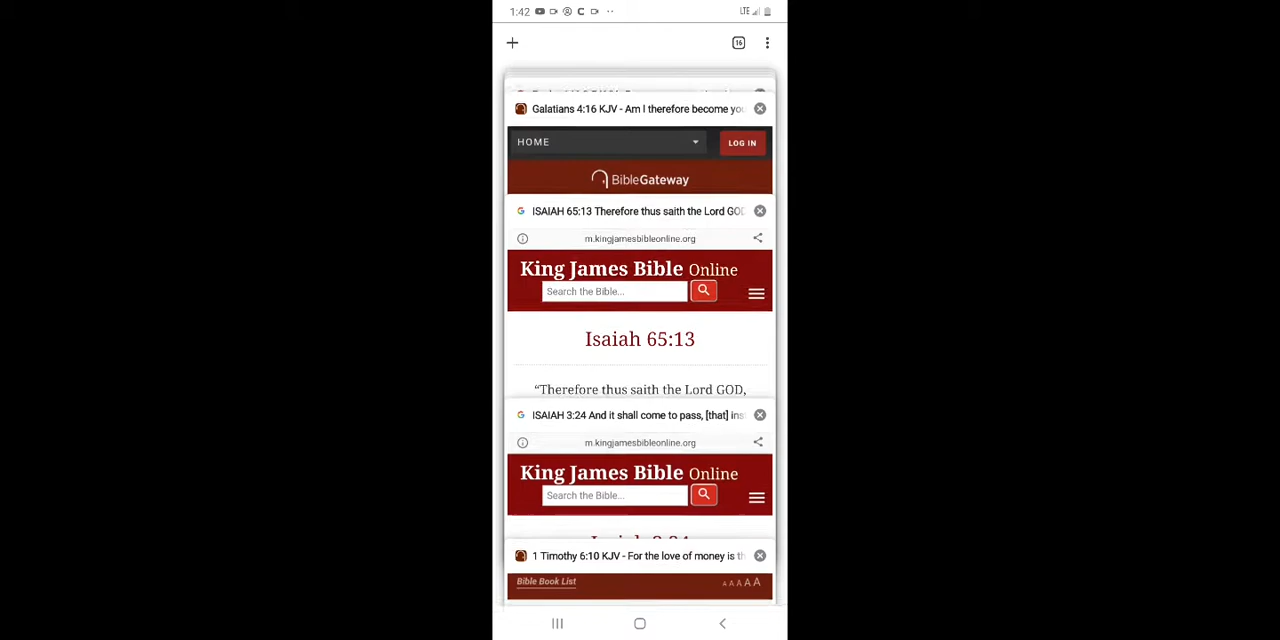 1:42
LTE
16
Galatians 4:16 KJV - Am I therefore become you
HOME
LOG IN
BibleGateway
ISAIAH 65:13 Therefore thus saith the Lord GOD,
m.kingjamesbibleonline.org
King James Bible Online
Search the Bible...
Isaiah 65:13
“Therefore thus saith the Lord GOD,
ISAIAH 3:24 And it shall come to pass, [that] ins
m.kingjamesbibleonline.org
King James Bible Online
Search the Bible...
1 Timothy 6:10 KJV - For the love of money is th
Bible Book List
A A A A A